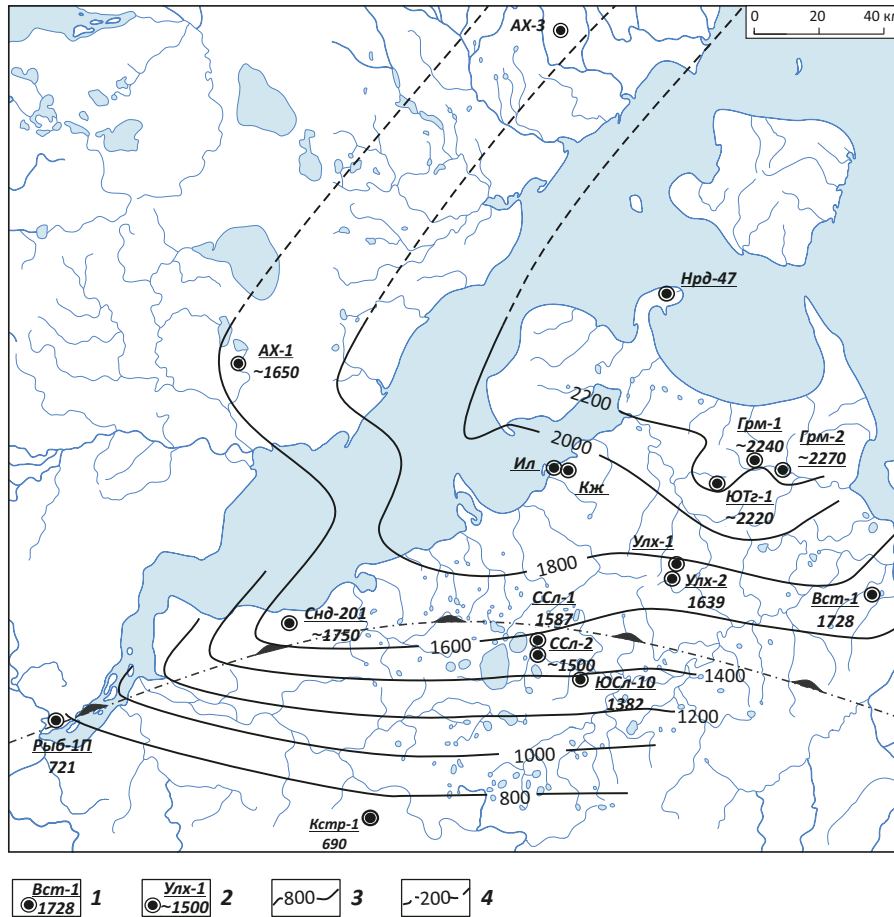 АХ-3
0 20 40 км
Нрд-47
АХ-1
~1650
2200
2000
Грм-1
~2240
Грм-2
~2270
Ил
Кж
ЮТг-1
~2220
1800
Улх-1
Улх-2
1639
Вст-1
1728
ССл-1
1587
Снд-201
~1750
1600
ССл-2
~1500
1400
ЮСл-10
1382
1200
Рыб-1П
721
1000
800
Кстр-1
690
Вст-1
1728
1
Улх-1
~1500
2
800
3
200
4